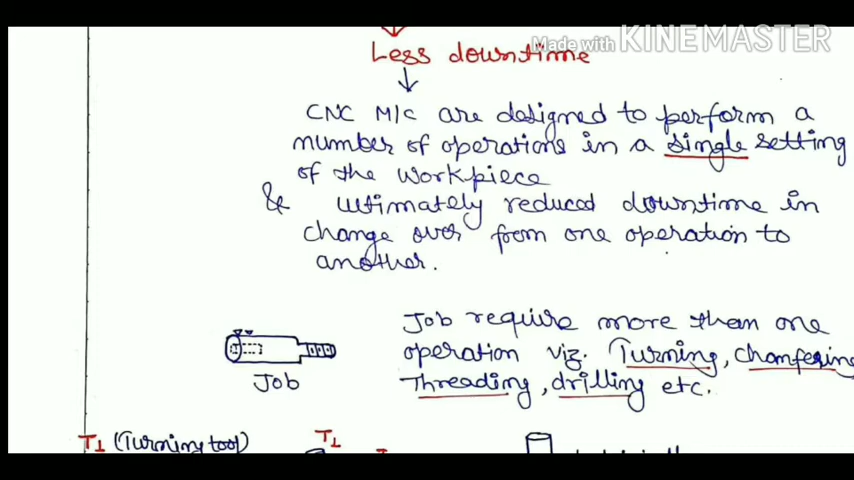 Made with KINEMASTER
Less downtime
CNC M/C are designed to perform a
number of operations in a single setting
of the workpiece
& ultimately reduced downtime in
change over from one operation to
another.
Job require more than one
operation viz. Turning, chamfering
Threading, drilling etc.
Job
T1 (Turning tool)
T1